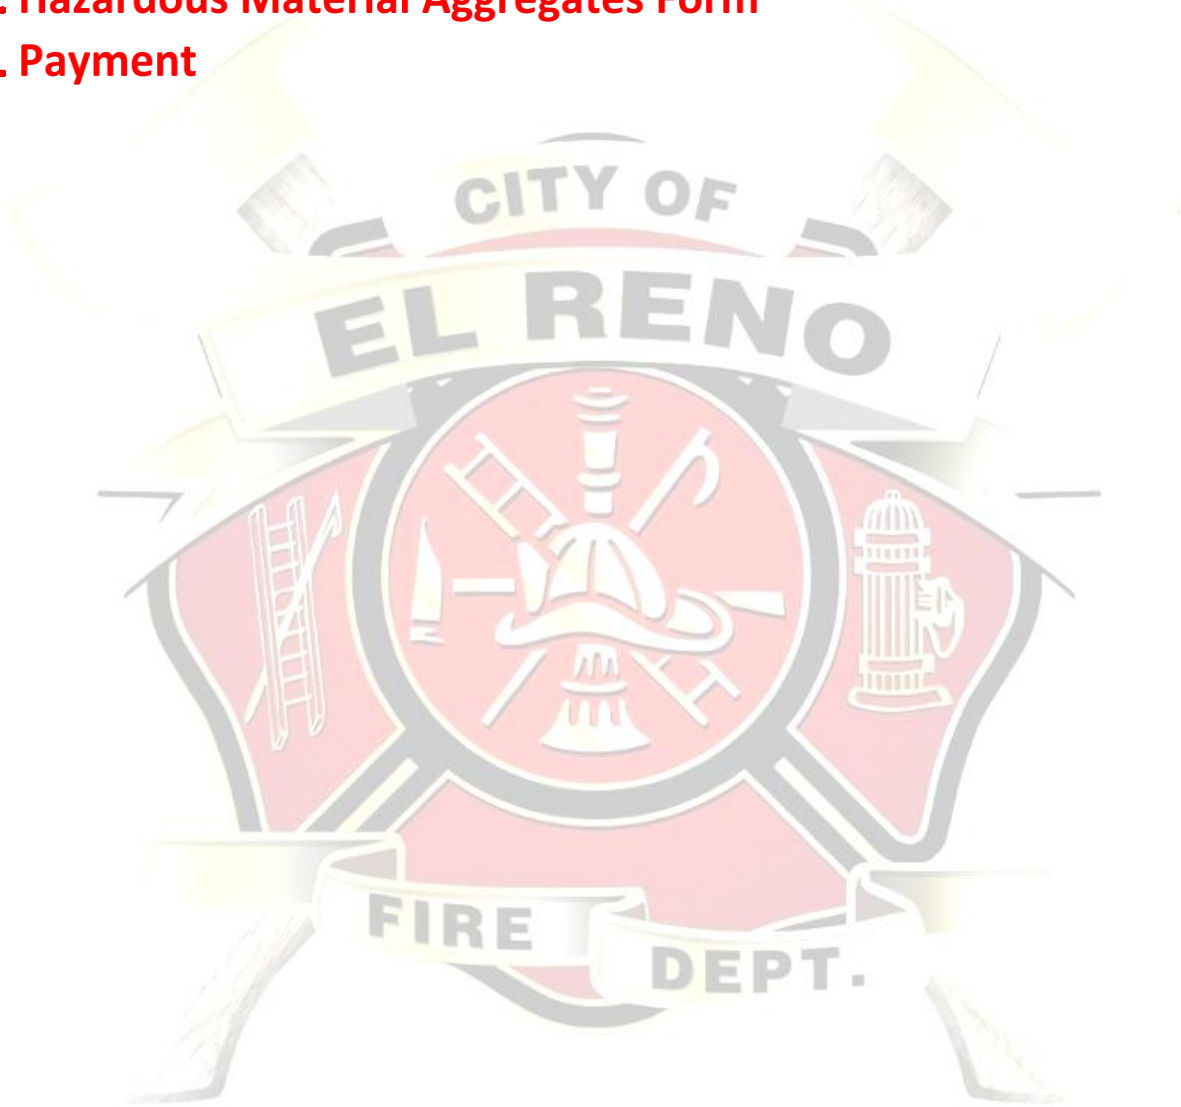 . Hazardous Material Aggregates Form
. Payment
CITY OF
EL RENO
FIRE
DEPT.